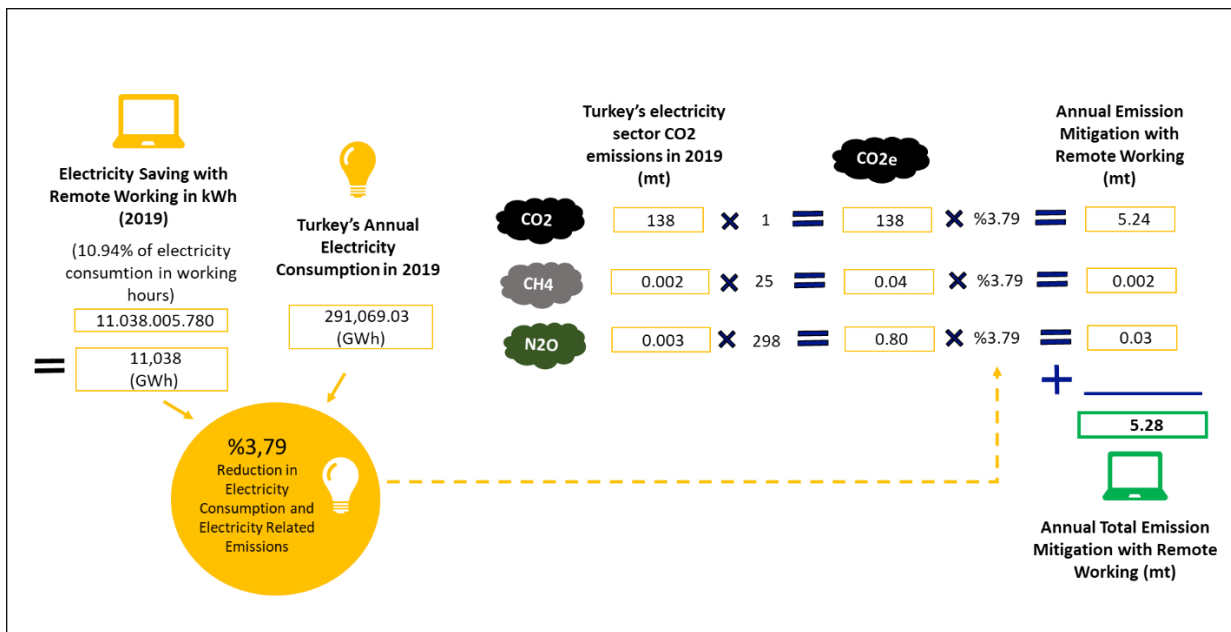 Electricity Saving with
Remote Working in kWh
(2019)
(10.94% of electricity
consumtion in working
hours)
11.038.005.780
=
11,038
(GWh)
Turkey's Annual
Electricity
Consumption in 2019
291,069.03
(GWh)
%3,79
Reduction in
Electricity
Consumption and
Electricity Related
Emissions
Turkey's electricity
sector CO2
emissions in 2019
(mt)
CO2e
Annual Emission
Mitigation with
Remote Working
(mt)
CO2 138 × 1 = 138 × %3.79 = 5.24
CH4 0.002 × 25 = 0.04 × %3.79 = 0.002
N2O 0.003 × 298 = 0.80 × %3.79 = 0.03
+
5.28
Annual Total Emission
Mitigation with Remote
Working (mt)